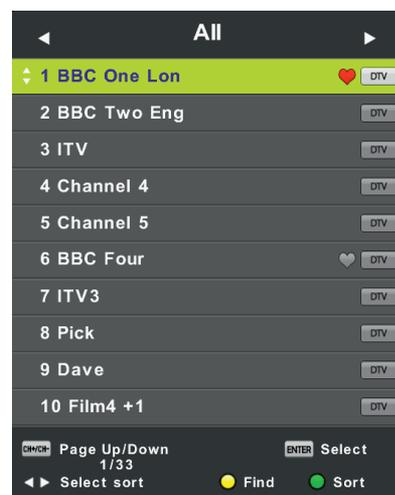 All
1 BBC One Lon DTV
2 BBC Two Eng DTV
3 ITV DTV
4 Channel 4 DTV
5 Channel 5 DTV
6 BBC Four DTV
7 ITV3 DTV
8 Pick DTV
9 Dave DTV
10 Film4 +1 DTV
CH+/CH- Page Up/Down ENTER Select
1/33
Select sort Find Sort